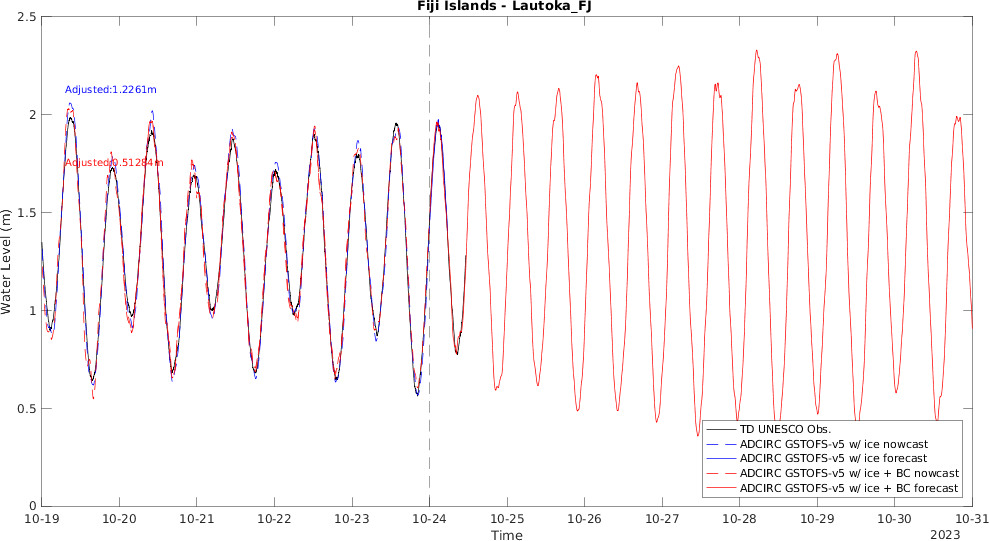 Fiji Islands - Lautoka_FJ
2.5
Adjusted:1.2261m
2
Adjusted:0.51284m
1.5
Water Level (m)
1
0.5
TD UNESCO Obs.
ADCIRC GSTOFS-v5 w/ ice nowcast
ADCIRC GSTOFS-v5 w/ ice forecast
ADCIRC GSTOFS-v5 w/ ice + BC nowcast
ADCIRC GSTOFS-v5 w/ ice + BC forecast
0
10-19 10-20 10-21 10-22 10-23 10-24 10-25 10-26 10-27 10-28 10-29 10-30 10-31
Time
2023